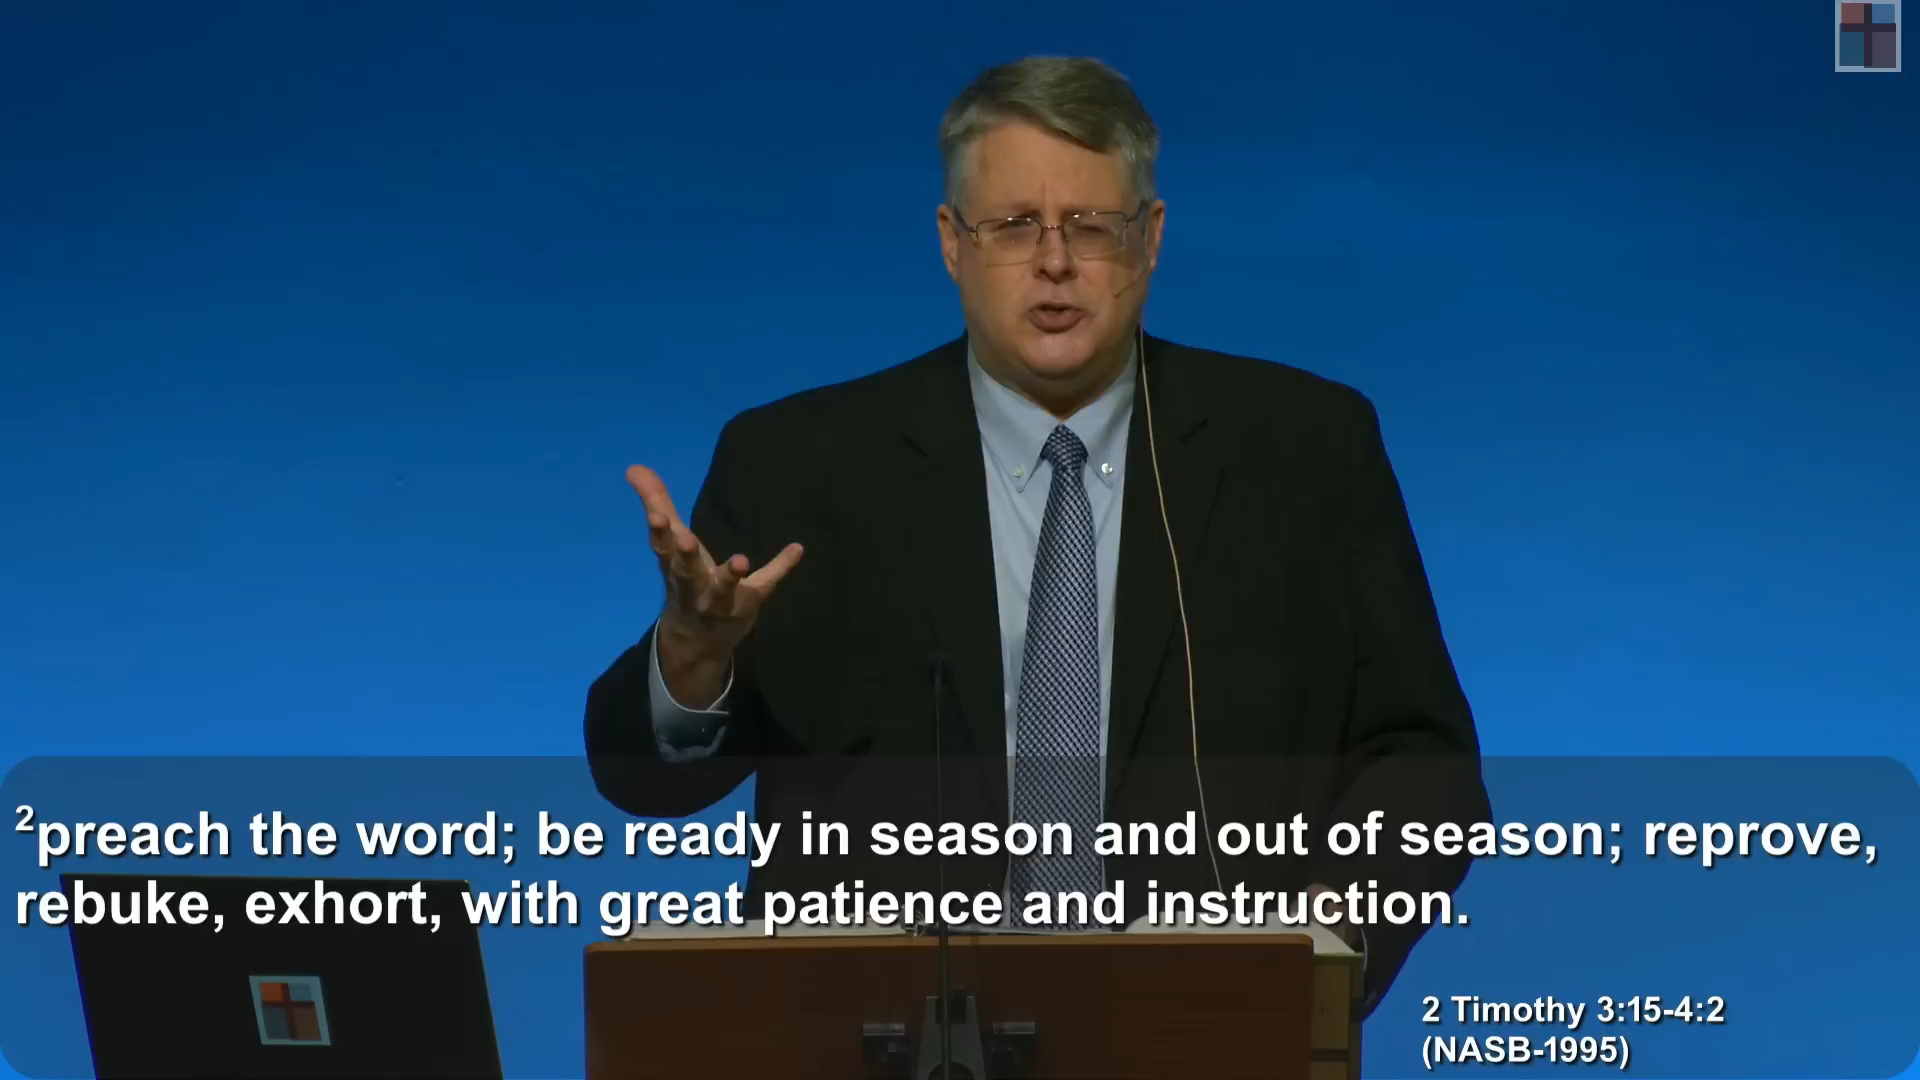 ²preach the word; be ready in season and out of season; reprove,
rebuke, exhort, with great patience and instruction.
2 Timothy 3:15-4:2
(NASB-1995)